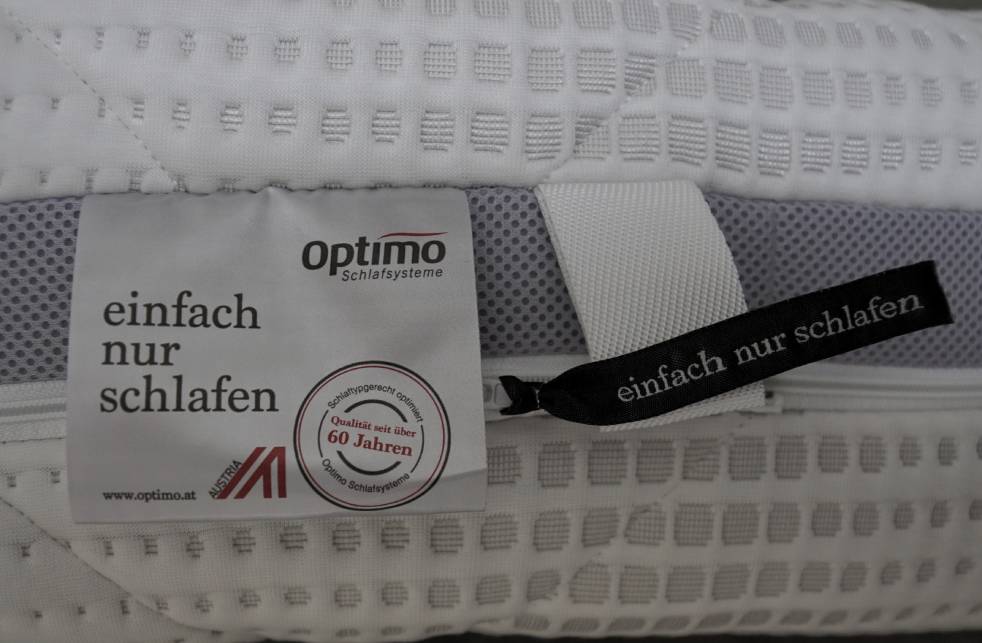 Optimo
Schlafsysteme
einfach
nur
schlafen
Schlaftypgerecht optimiert
Qualität seit über
60 Jahren
Optimo Schlafsysteme
AUSTRIA
www.optimo.at
einfach nur schlafen